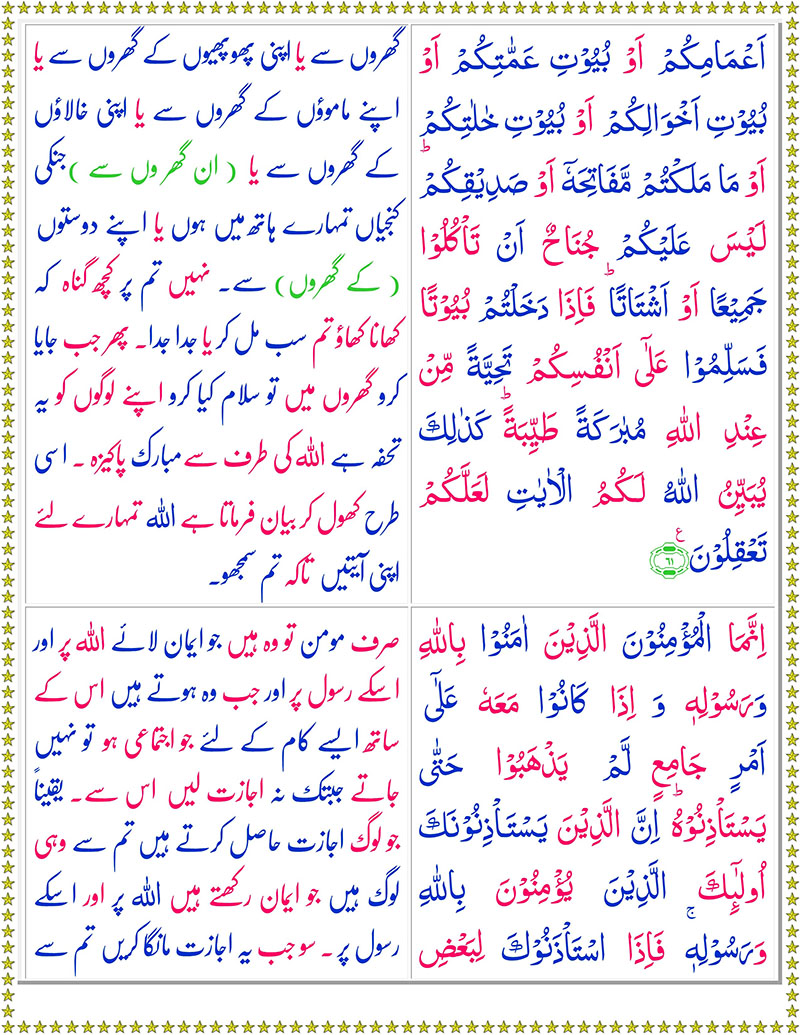 اَعْمَامِكُمْ اَوْ بُيُوْتِ عَمّٰتِكُمْ اَوْ
بُيُوْتِ اَخْوَالِكُمْ اَوْ بُيُوْتِ خٰلٰتِكُمْ
اَوْ مَا مَلَكْتُمْ مَّفَاتِحَهٗۤ اَوْ صَدِيْقِكُمْ ؕ
لَيْسَ عَلَيْكُمْ جُنَاحٌ اَنْ تَاْكُلُوْا
جَمِيْعًا اَوْ اَشْتَاتًا ؕ فَاِذَا دَخَلْتُمْ بُيُوْتًا
فَسَلِّمُوْا عَلٰۤى اَنْفُسِكُمْ تَحِيَّةً مِّنْ
عِنْدِ اللّٰهِ مُبٰرَكَةً طَيِّبَةً ؕ كَذٰلِكَ
يُبَيِّنُ اللّٰهُ لَكُمُ الْاٰيٰتِ لَعَلَّكُمْ
تَعْقِلُوْنَ ع ۶۱
گھروں سے یا اپنی پھوپھیوں کے گھروں سے یا
اپنے ماموؤں کے گھروں سے یا اپنی خالاؤں
کے گھروں سے یا ( ان گھروں سے ) جنکی
کنجیاں تمہارے ہاتھ میں ہوں یا اپنے دوستوں
( کے گھروں ) سے۔ نہیں تم پر کچھ گناہ کہ
کھانا کھاؤ تم سب مل کر یا جدا جدا۔ پھر جب جایا
کرو گھروں میں تو سلام کیا کرو اپنے لوگوں کو یہ
تحفہ ہے اللہ کی طرف سے مبارک پاکیزہ ۔ اسی
طرح کھول کر بیان فرماتا ہے اللہ تمہارے لئے
اپنی آیتیں تاکہ تم سمجھو۔
اِنَّمَا الْمُؤْمِنُوْنَ الَّذِيْنَ اٰمَنُوْا بِاللّٰهِ
وَرَسُوْلِهٖ وَ اِذَا كَانُوْا مَعَهٗ عَلٰۤى
اَمْرٍ جَامِعٍ لَّمْ يَذْهَبُوْا حَتّٰى
يَسْتَاْذِنُوْهُ ؕ اِنَّ الَّذِيْنَ يَسْتَاْذِنُوْنَكَ
اُولٰٓٮِٕكَ الَّذِيْنَ يُؤْمِنُوْنَ بِاللّٰهِ
وَرَسُوْلِهٖ ۚ فَاِذَا اسْتَاْذَنُوْكَ لِبَعْضِ
صرف مومن تو وہ ہیں جو ایمان لائے اللہ پر اور
اسکے رسول پر اور جب وہ ہوتے ہیں اس کے
ساتھ ایسے کام کے لئے جو اجتماعی ہو تو نہیں
جاتے جبتک نہ اجازت لیں اس سے۔ یقیناً
جو لوگ اجازت حاصل کرتے ہیں تم سے وہی
لوگ ہیں جو ایمان رکھتے ہیں اللہ پر اور اسکے
رسول پر ۔ سو جب یہ اجازت مانگا کریں تم سے